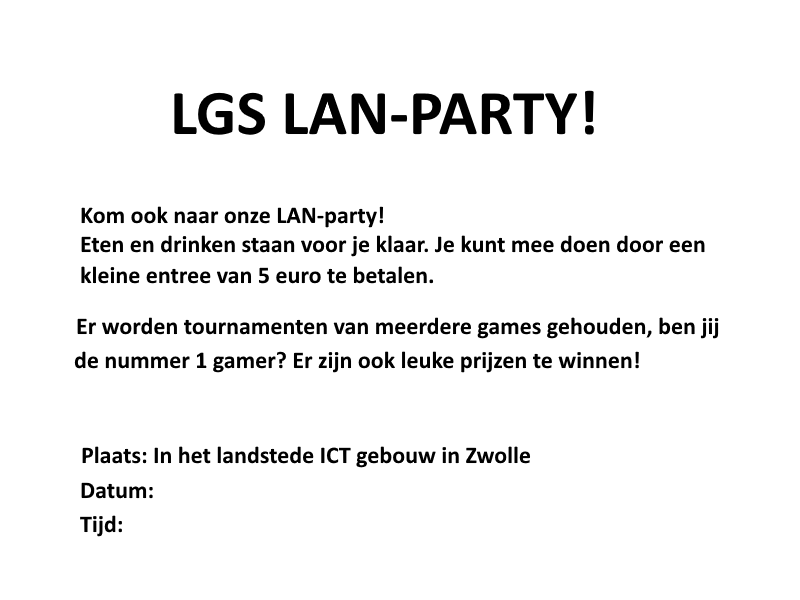 LGS LAN-PARTY!
Kom ook naar onze LAN-party!
Eten en drinken staan voor je klaar. Je kunt mee doen door een
kleine entree van 5 euro te betalen.
Er worden tournamenten van meerdere games gehouden, ben jij
de nummer 1 gamer? Er zijn ook leuke prijzen te winnen!
Plaats: In het landstede ICT gebouw in Zwolle
Datum:
Tijd: